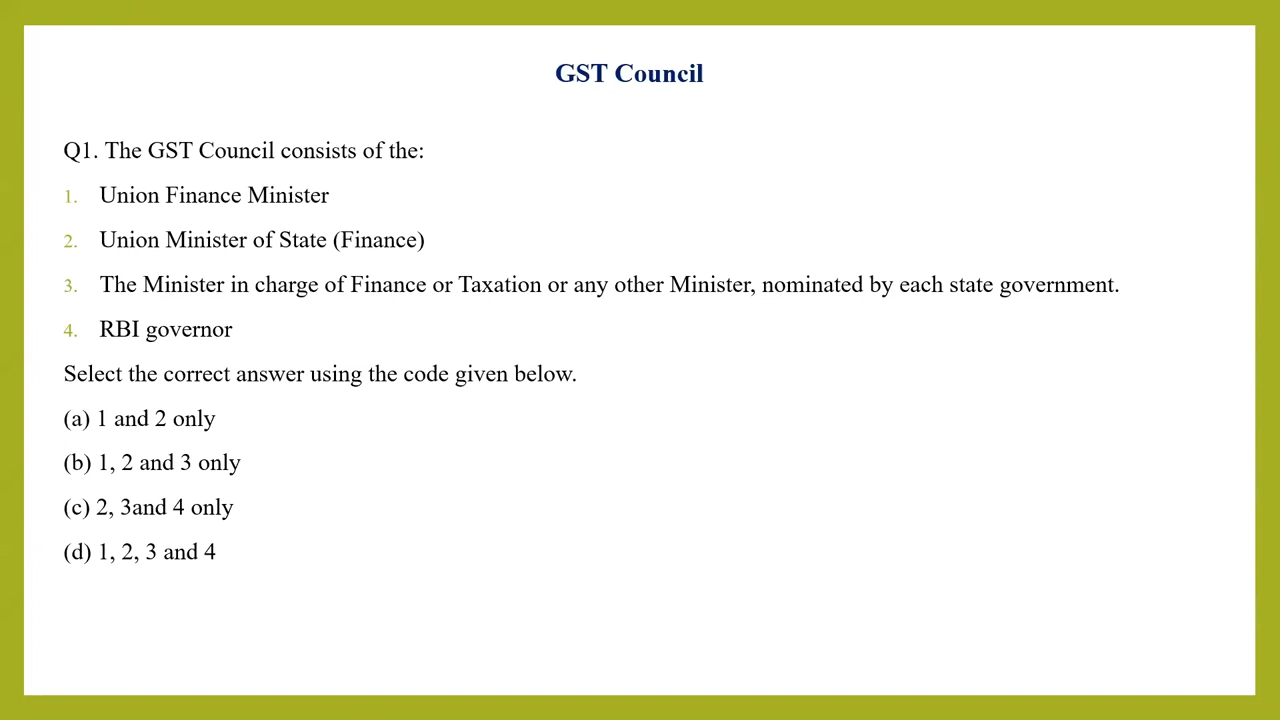 GST Council
Q1. The GST Council consists of the:
1. Union Finance Minister
2. Union Minister of State (Finance)
3. The Minister in charge of Finance or Taxation or any other Minister, nominated by each state government.
4. RBI governor
Select the correct answer using the code given below.
(a) 1 and 2 only
(b) 1, 2 and 3 only
(c) 2, 3and 4 only
(d) 1, 2, 3 and 4